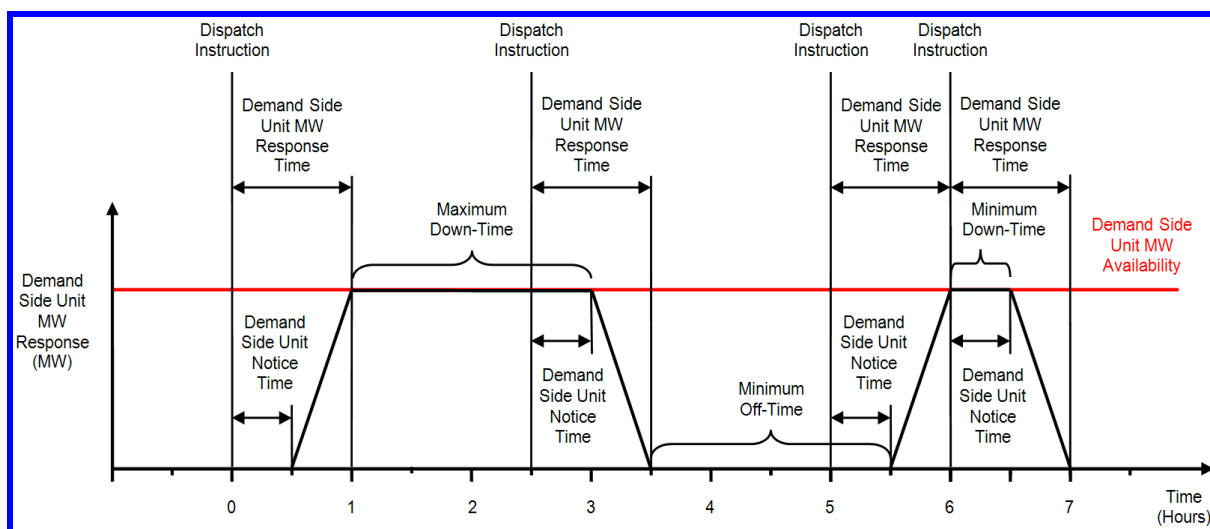 Dispatch
Instruction
Dispatch
Instruction
Dispatch
Instruction
Dispatch
Instruction
Demand Side
Unit MW
Response
Time
Demand Side
Unit MW
Response
Time
Demand Side
Unit MW
Response
Time
Demand Side
Unit MW
Response
Time
Maximum
Down-Time
Minimum
Down-Time
Demand Side
Unit MW
Availability
Demand
Side Unit
MW
Response
(MW)
Demand
Side Unit
Notice
Time
Demand
Side Unit
Notice
Time
Minimum
Off-Time
Demand
Side Unit
Notice
Time
Demand
Side Unit
Notice
Time
0 1 2 3 4 5 6 7
Time
(Hours)